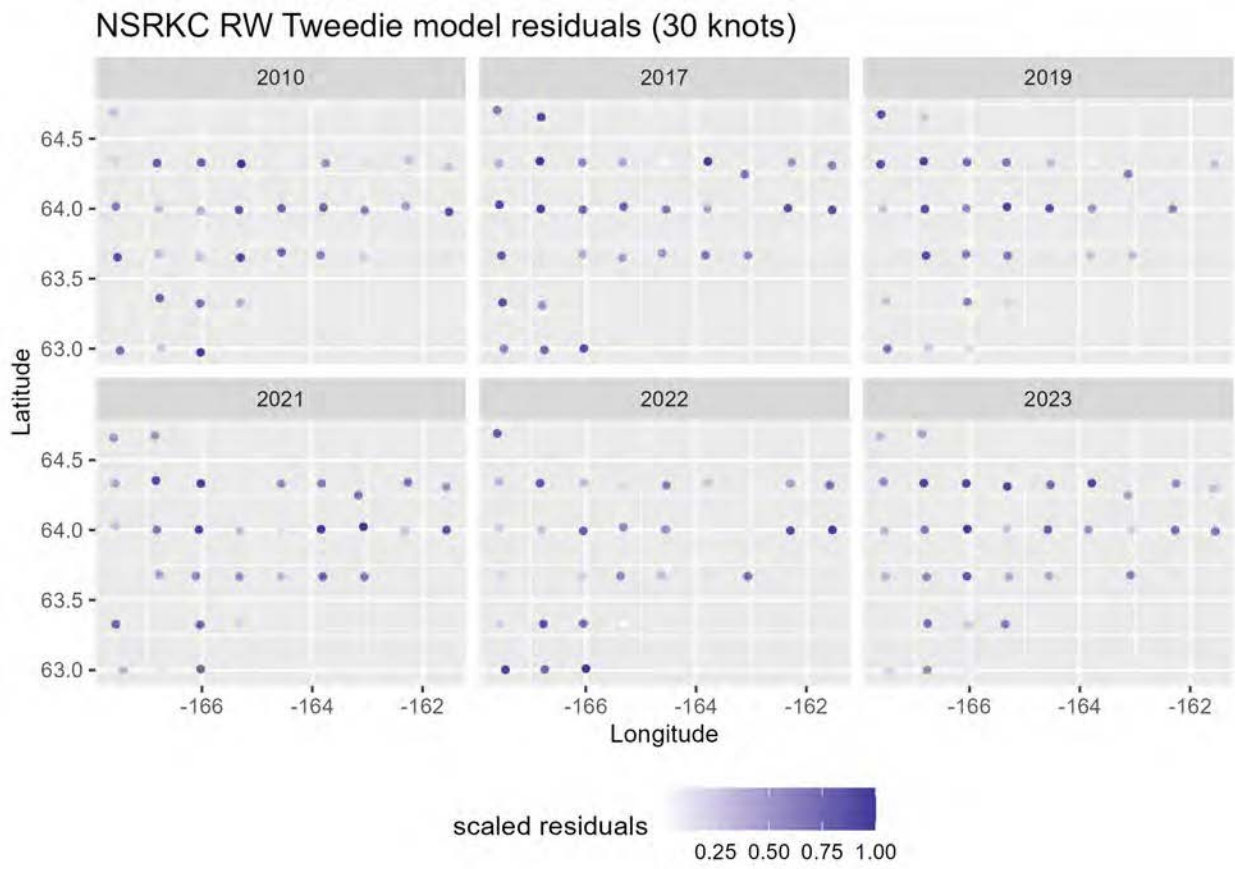 NSRKC RW Tweedie model residuals (30 knots)
2010 2017 2019
64.5
64.0
63.5
63.0
Latitude
2021 2022 2023
64.5
64.0
63.5
63.0
-166 -164 -162 -166 -164 -162 -166 -164 -162
Longitude
scaled residuals
0.25 0.50 0.75 1.00